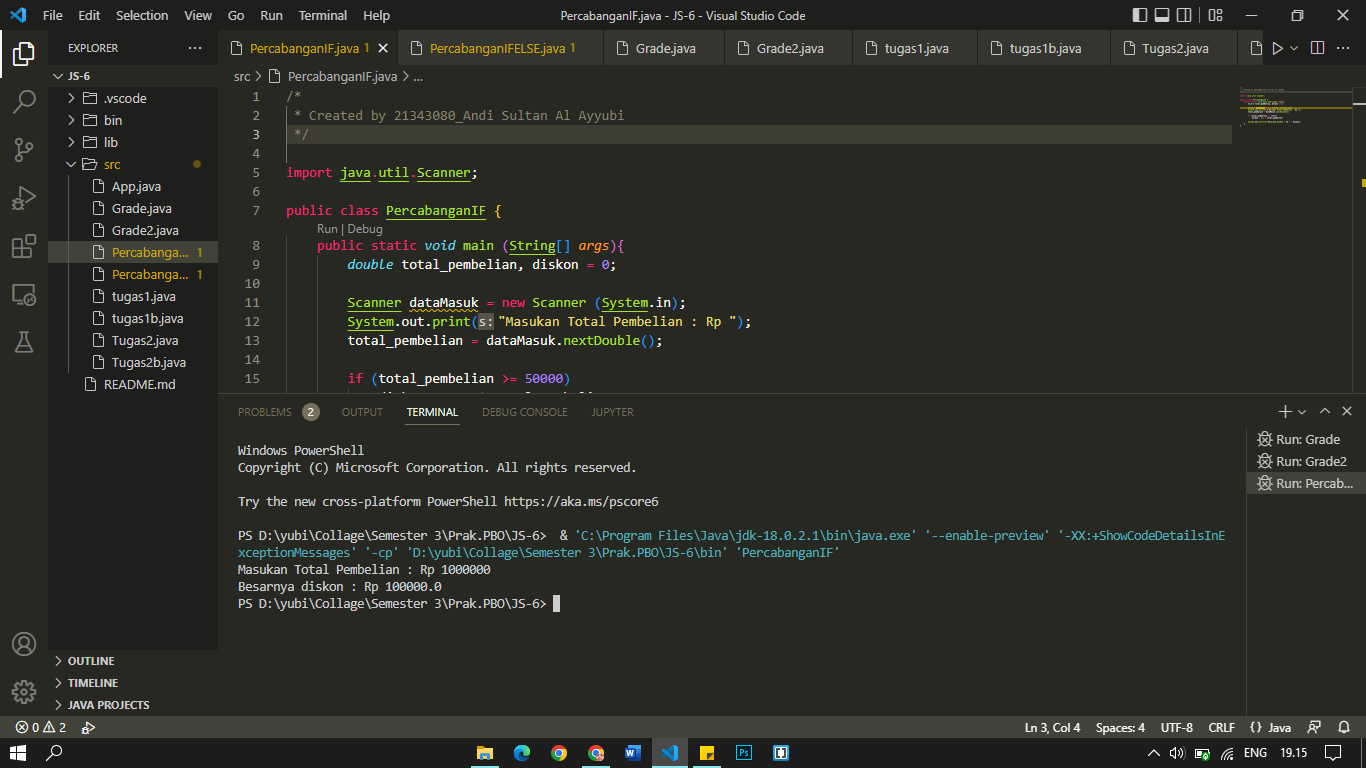 File Edit Selection View Go Run Terminal Help PercabanganIF.java - JS-6 - Visual Studio Code
EXPLORER ...
PercabanganIF.java 1 PercabanganIFELSE.java 1 Grade.java Grade2.java tugas1.java tugas1b.java Tugas2.java ...
JS-6
.vscode
bin
lib
src
App.java
Grade.java
Grade2.java
Percabanga... 1
Percabanga... 1
tugas1.java
tugas1b.java
Tugas2.java
Tugas2b.java
README.md
OUTLINE
TIMELINE
JAVA PROJECTS
src > PercabanganIF.java > ...
1 /*
2 * Created by 21343080_Andi Sultan Al Ayyubi
3 */
4
5 import java.util.Scanner;
6
7 public class PercabanganIF {
Run | Debug
8 public static void main (String[] args){
9 double total_pembelian, diskon = 0;
10
11 Scanner dataMasuk = new Scanner (System.in);
12 System.out.print(s: "Masukan Total Pembelian : Rp ");
13 total_pembelian = dataMasuk.nextDouble();
14
15 if (total_pembelian >= 50000)
PROBLEMS 2 OUTPUT TERMINAL DEBUG CONSOLE JUPYTER
Windows PowerShell
Copyright (C) Microsoft Corporation. All rights reserved.
Try the new cross-platform PowerShell https://aka.ms/pscore6
PS D:\yubi\Collage\Semester 3\Prak.PBO\JS-6> & 'C:\Program Files\Java\jdk-18.0.2.1\bin\java.exe' '--enable-preview' '-XX:+ShowCodeDetailsInE
xceptionMessages' '-cp' 'D:\yubi\Collage\Semester 3\Prak.PBO\JS-6\bin' 'PercabanganIF'
Masukan Total Pembelian : Rp 1000000
Besarnya diskon : Rp 100000.0
PS D:\yubi\Collage\Semester 3\Prak.PBO\JS-6>
Run: Grade
Run: Grade2
Run: Percab...
0 2 Ln 3, Col 4 Spaces: 4 UTF-8 CRLF {} Java
ENG 19.15